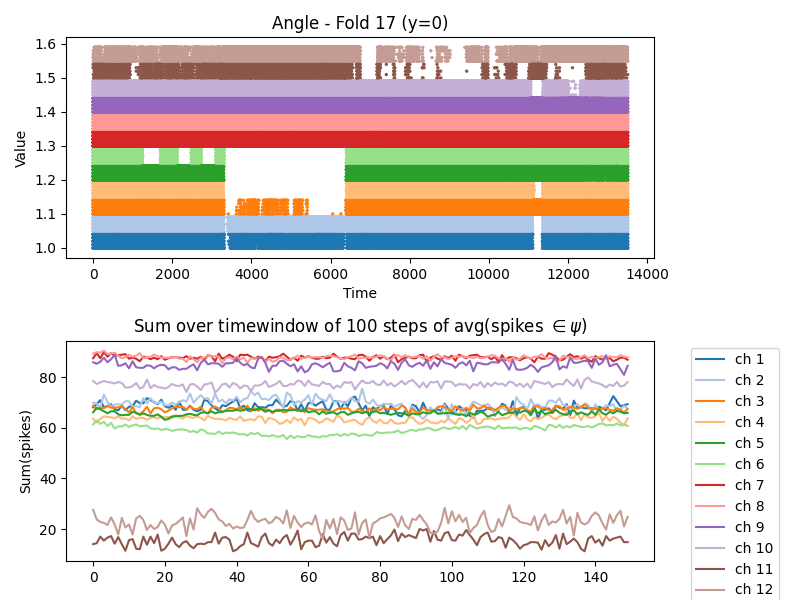 Angle - Fold 17 (y=0)
1.6
1.5
1.4
1.3
1.2
1.1
1.0
Value
0 2000 4000 6000 8000 10000 12000 14000
Time
Sum over timewindow of 100 steps of avg(spikes ∈ ψ)
80
60
40
20
Sum(spikes)
0 20 40 60 80 100 120 140
ch 1
ch 2
ch 3
ch 4
ch 5
ch 6
ch 7
ch 8
ch 9
ch 10
ch 11
ch 12